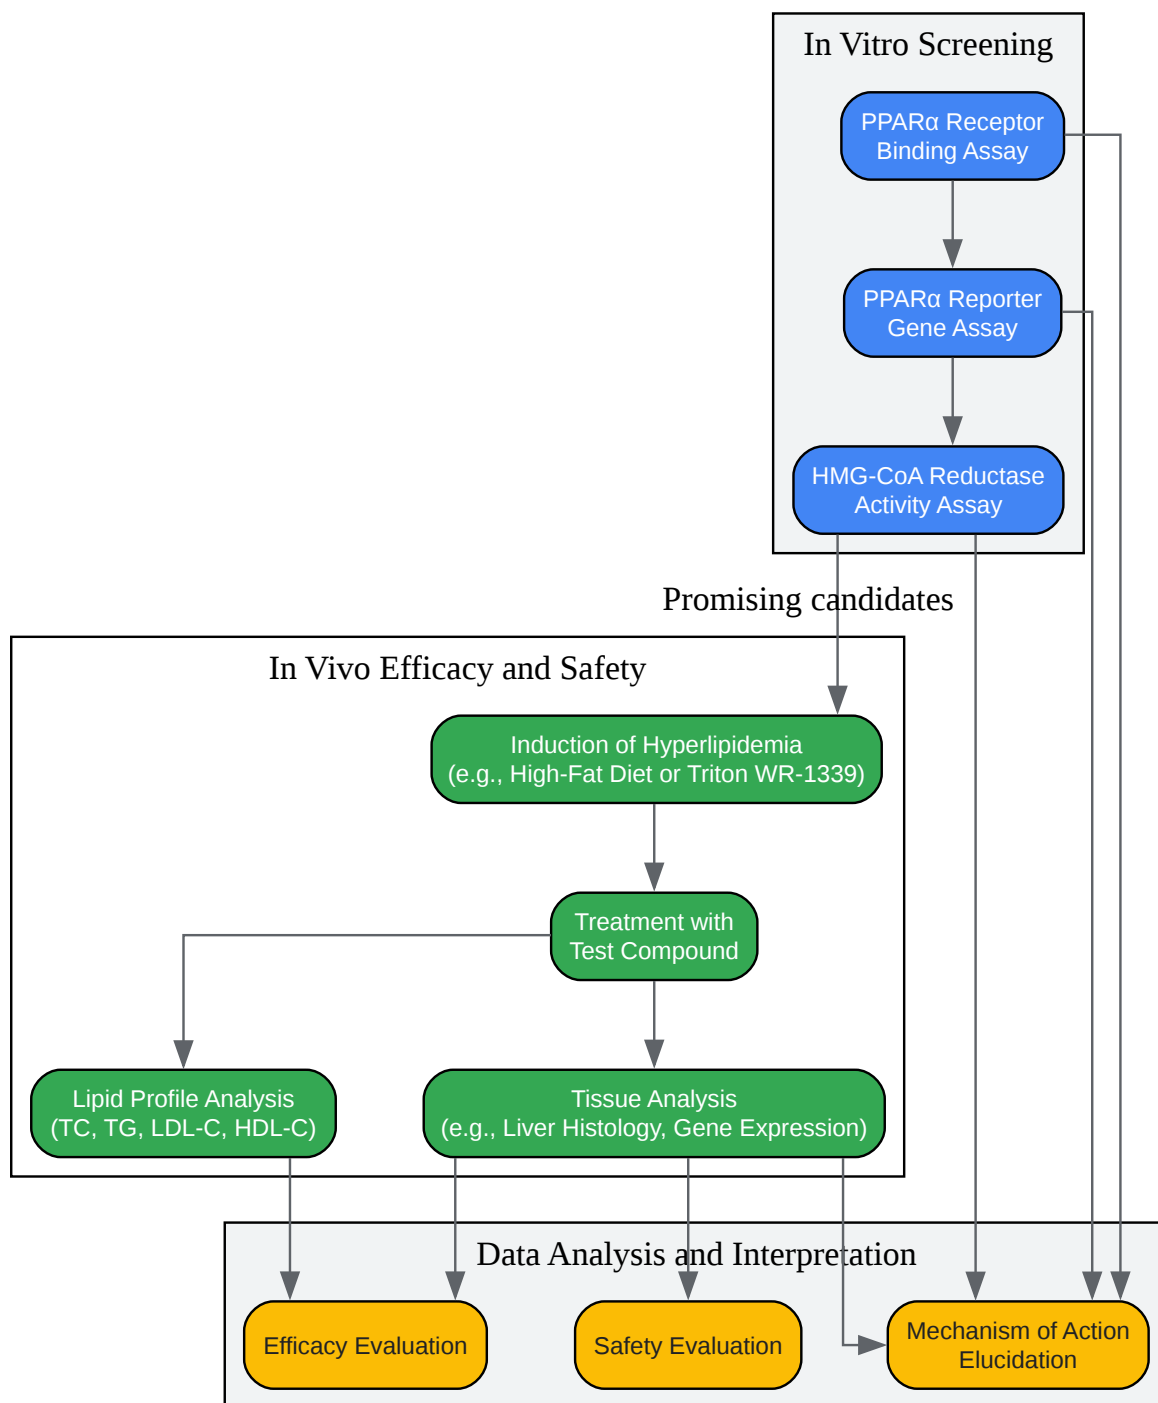 In Vitro Screening
PPARα Receptor
Binding Assay
PPARα Reporter
Gene Assay
HMG-CoA Reductase
Activity Assay
Promising candidates
In Vivo Efficacy and Safety
Induction of Hyperlipidemia
(e.g., High-Fat Diet or Triton WR-1339)
Treatment with
Test Compound
Lipid Profile Analysis
(TC, TG, LDL-C, HDL-C)
Tissue Analysis
(e.g., Liver Histology, Gene Expression)
Data Analysis and Interpretation
Efficacy Evaluation
Safety Evaluation
Mechanism of Action
Elucidation